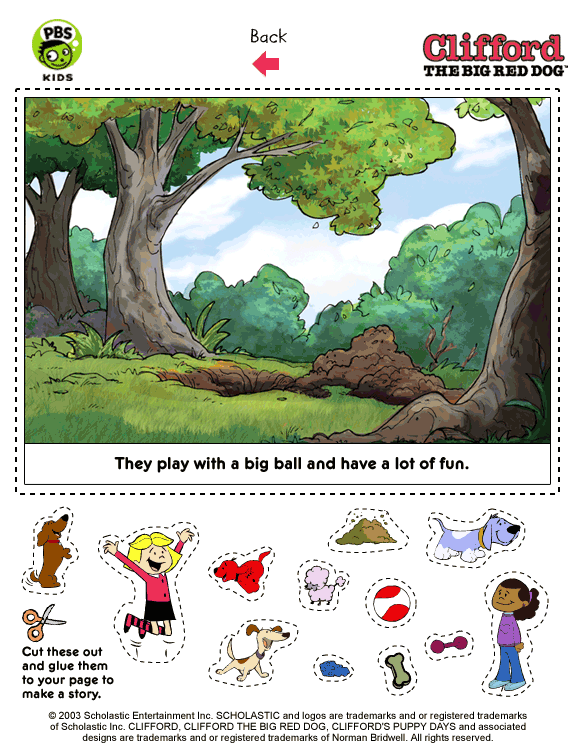 PBS
KIDS
Back
Clifford
THE BIG RED DOG™
They play with a big ball and have a lot of fun.
Cut these out
and glue them
to your page to
make a story.
© 2003 Scholastic Entertainment Inc. SCHOLASTIC and logos are trademarks and or registered trademarks
of Scholastic Inc. CLIFFORD, CLIFFORD THE BIG RED DOG, CLIFFORD'S PUPPY DAYS and associated
designs are trademarks and or registered trademarks of Norman Bridwell. All rights reserved.